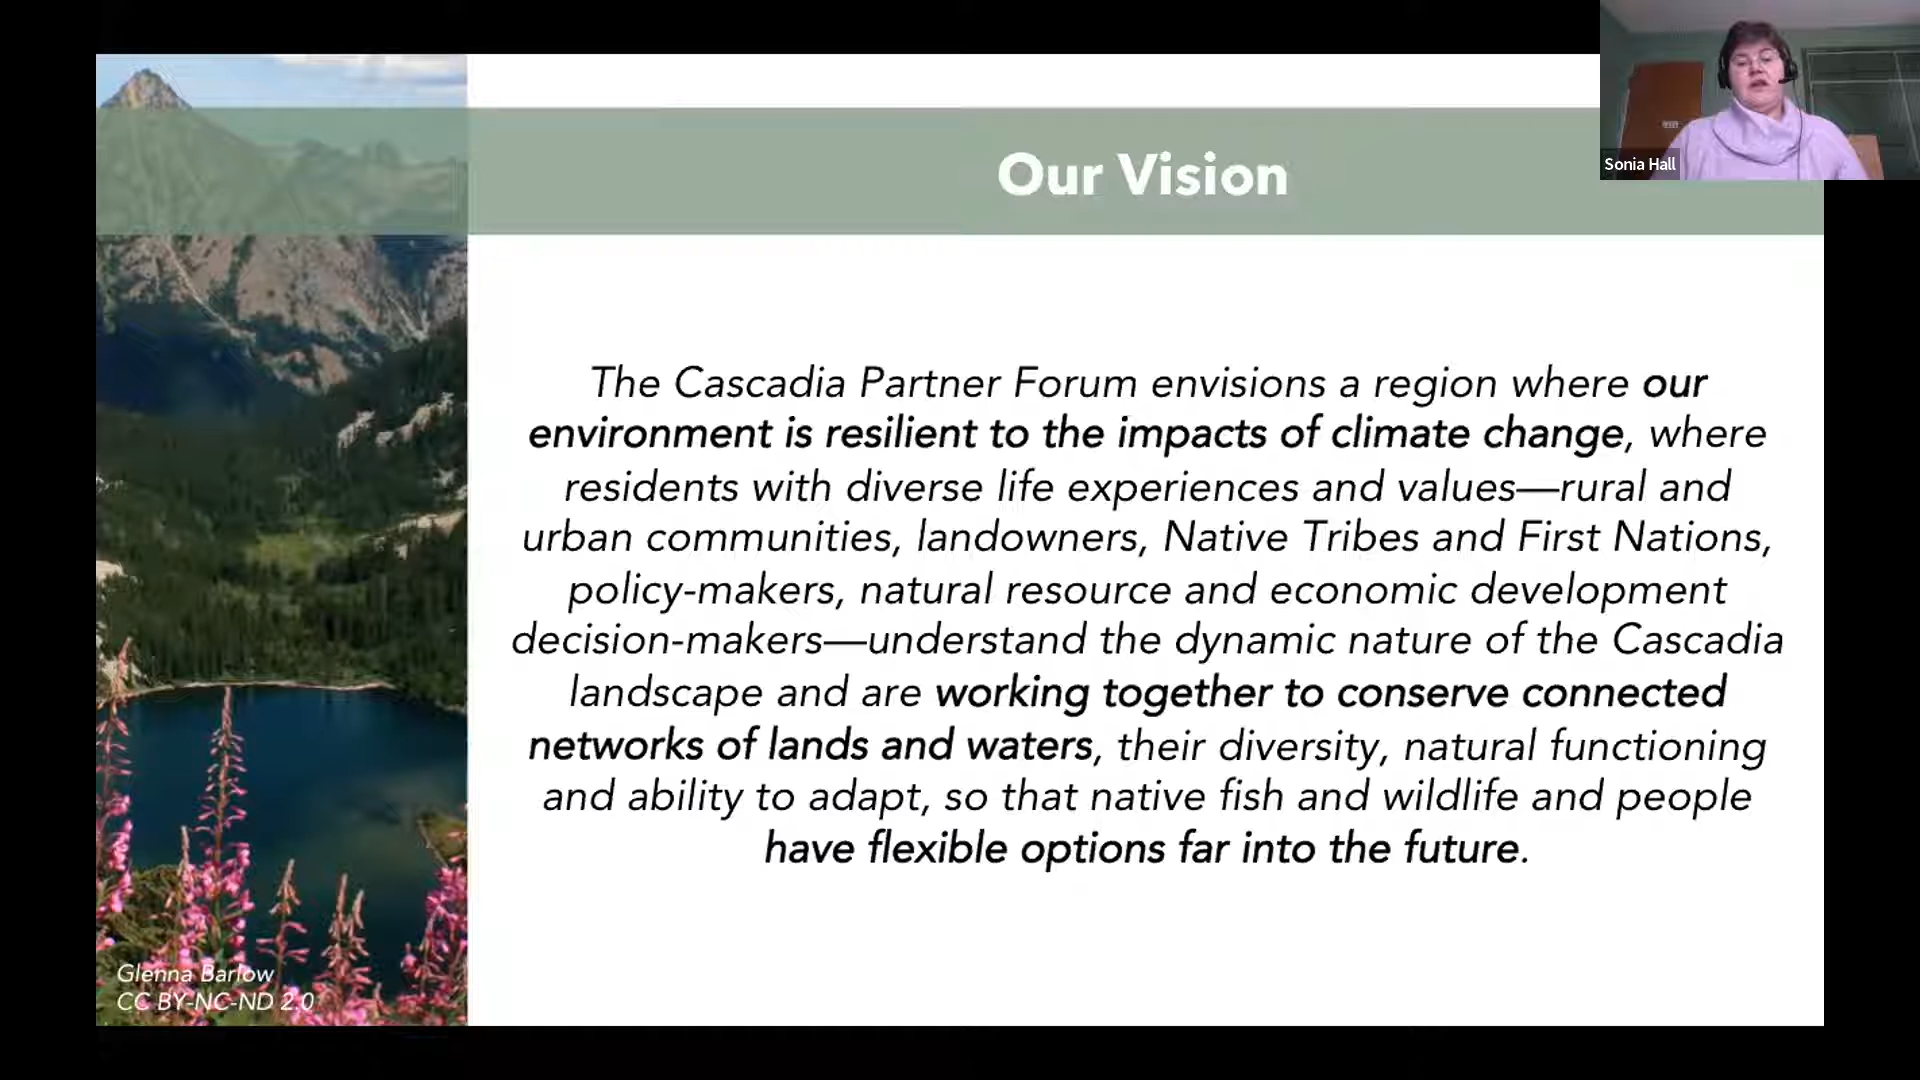 Our Vision
Sonia Hall
The Cascadia Partner Forum envisions a region where our
environment is resilient to the impacts of climate change, where
residents with diverse life experiences and values—rural and
urban communities, landowners, Native Tribes and First Nations,
policy-makers, natural resource and economic development
decision-makers—understand the dynamic nature of the Cascadia
landscape and are working together to conserve connected
networks of lands and waters, their diversity, natural functioning
and ability to adapt, so that native fish and wildlife and people
have flexible options far into the future.
Glenna Barlow
CC BY-NC-ND 2.0